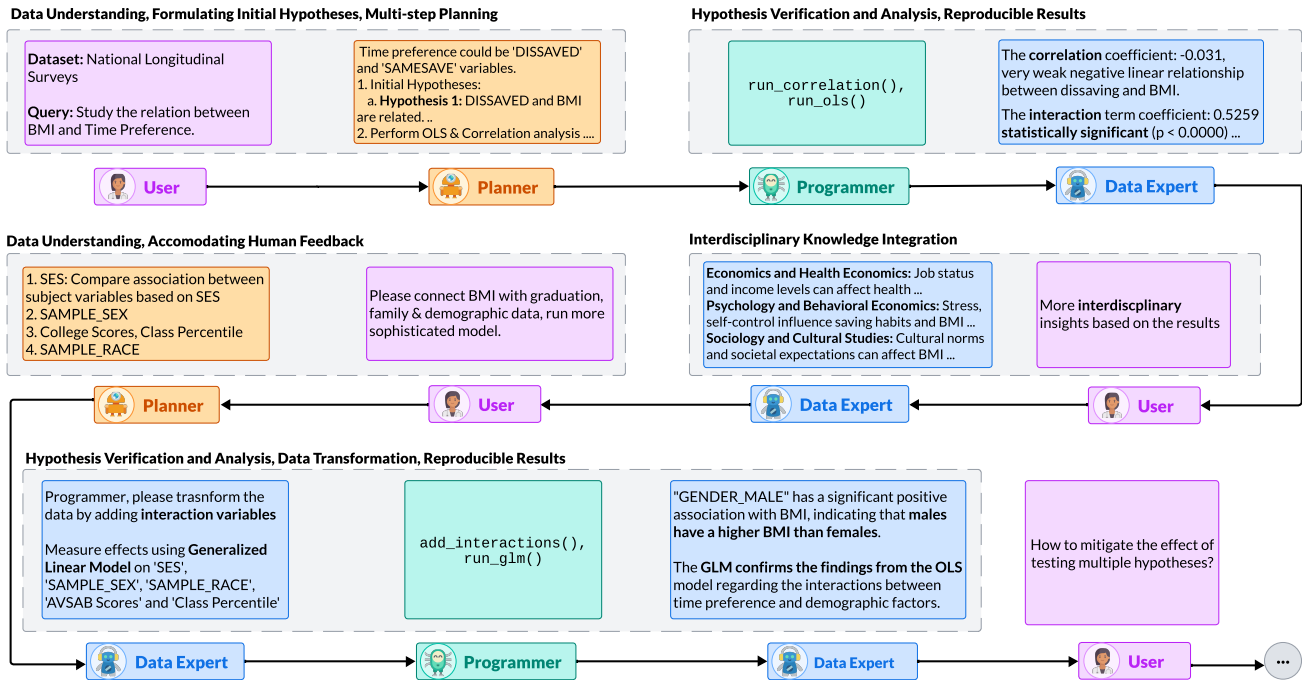 Data Understanding, Formulating Initial Hypotheses, Multi-step Planning
Dataset: National Longitudinal
Surveys
Query: Study the relation between
BMI and Time Preference.
Time preference could be 'DISSAVED'
and 'SAMESAVE' variables.
1. Initial Hypotheses:
a. Hypothesis 1: DISSAVED and BMI
are related. ..
2. Perform OLS & Correlation analysis ....
User
Planner
Hypothesis Verification and Analysis, Reproducible Results
run_correlation(),
run_ols()
The correlation coefficient: -0.031,
very weak negative linear relationship
between dissaving and BMI.
The interaction term coefficient: 0.5259
statistically significant (p < 0.0000) ...
Programmer
Data Expert
Data Understanding, Accomodating Human Feedback
1. SES: Compare association between
subject variables based on SES
2. SAMPLE_SEX
3. College Scores, Class Percentile
4. SAMPLE_RACE
Please connect BMI with graduation,
family & demographic data, run more
sophisticated model.
Planner
User
Interdisciplinary Knowledge Integration
Economics and Health Economics: Job status
and income levels can affect health ...
Psychology and Behavioral Economics: Stress,
self-control influence saving habits and BMI ...
Sociology and Cultural Studies: Cultural norms
and societal expectations can affect BMI ...
More interdiscplinary
insights based on the results
Data Expert
User
Hypothesis Verification and Analysis, Data Transformation, Reproducible Results
Programmer, please trasnform the
data by adding interaction variables
Measure effects using Generalized
Linear Model on 'SES',
'SAMPLE_SEX', 'SAMPLE_RACE',
'AVSAB Scores' and 'Class Percentile'
add_interactions(),
run_glm()
"GENDER_MALE" has a significant positive
association with BMI, indicating that males
have a higher BMI than females.
The GLM confirms the findings from the OLS
model regarding the interactions between
time preference and demographic factors.
How to mitigate the effect of
testing multiple hypotheses?
Data Expert
Programmer
Data Expert
User
...